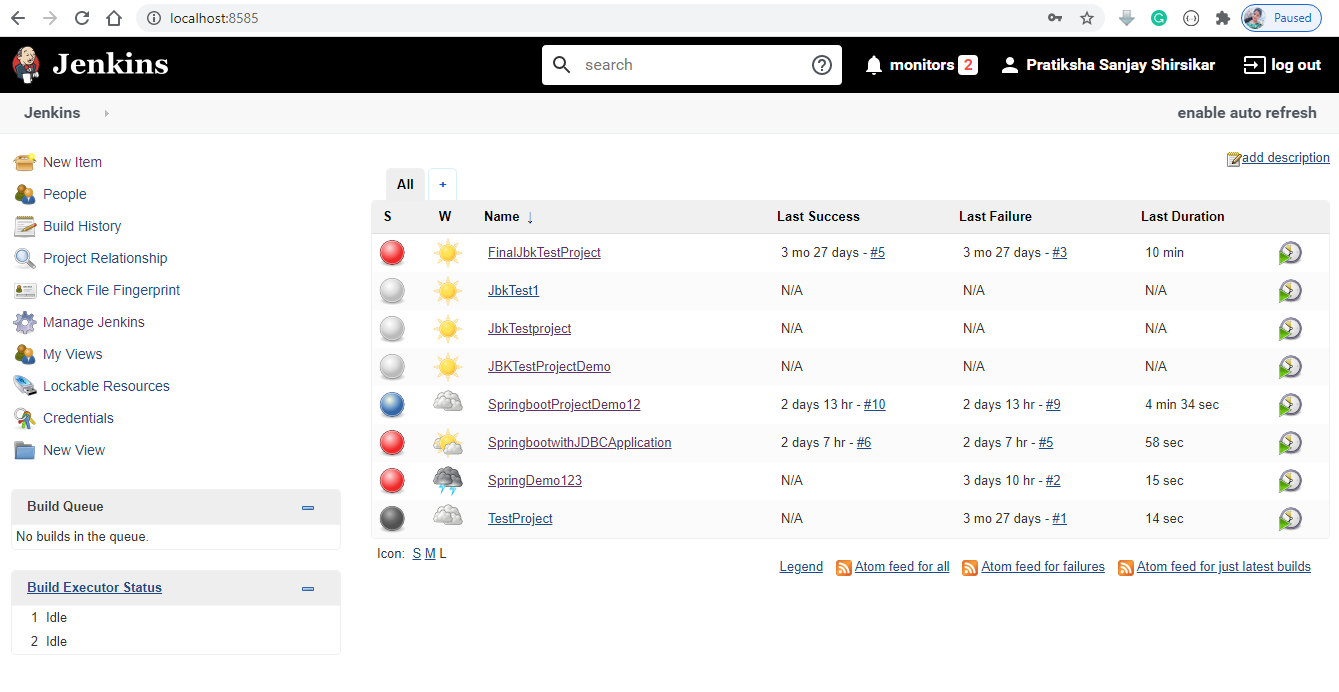 localhost:8585
Paused
Jenkins
search
monitors 2
Pratiksha Sanjay Shirsikar
log out
Jenkins
enable auto refresh
New Item
People
Build History
Project Relationship
Check File Fingerprint
Manage Jenkins
My Views
Lockable Resources
Credentials
New View
Build Queue
No builds in the queue.
Build Executor Status
1 Idle
2 Idle
add description
All +
S W Name ↓ Last Success Last Failure Last Duration
FinalJbkTestProject 3 mo 27 days - #5 3 mo 27 days - #3 10 min
JbkTest1 N/A N/A N/A
JbkTestproject N/A N/A N/A
JBKTestProjectDemo N/A N/A N/A
SpringbootProjectDemo12 2 days 13 hr - #10 2 days 13 hr - #9 4 min 34 sec
SpringbootwithJDBCApplication 2 days 7 hr - #6 2 days 7 hr - #5 58 sec
SpringDemo123 N/A 3 days 10 hr - #2 15 sec
TestProject N/A 3 mo 27 days - #1 14 sec
Icon: S M L
Legend Atom feed for all Atom feed for failures Atom feed for just latest builds